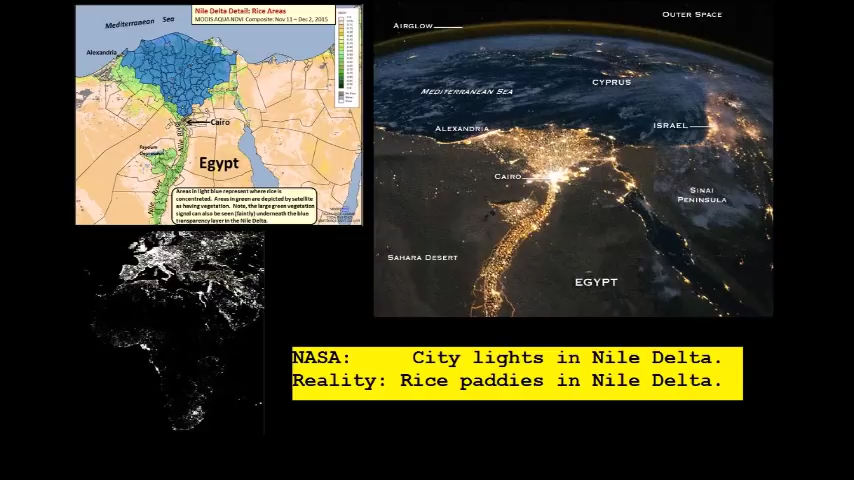 Nile Delta Detail: Rice Areas
MODIS AQUA NDVI Composite: Nov 11 - Dec 2, 2015
Mediterranean Sea
Alexandria
Cairo
Nile River
Egypt
Areas in light blue represent where rice is
concentrated. Areas in green are depicted by satellite
as having vegetation. Note, the large green vegetation
signal can also be seen (faintly) underneath the blue
transparency layer in the Nile Delta.
AIRGLOW
OUTER SPACE
CYPRUS
MEDITERRANEAN SEA
ISRAEL
ALEXANDRIA
CAIRO
SINAI
PENINSULA
SAHARA DESERT
EGYPT
NASA: City lights in Nile Delta.
Reality: Rice paddies in Nile Delta.